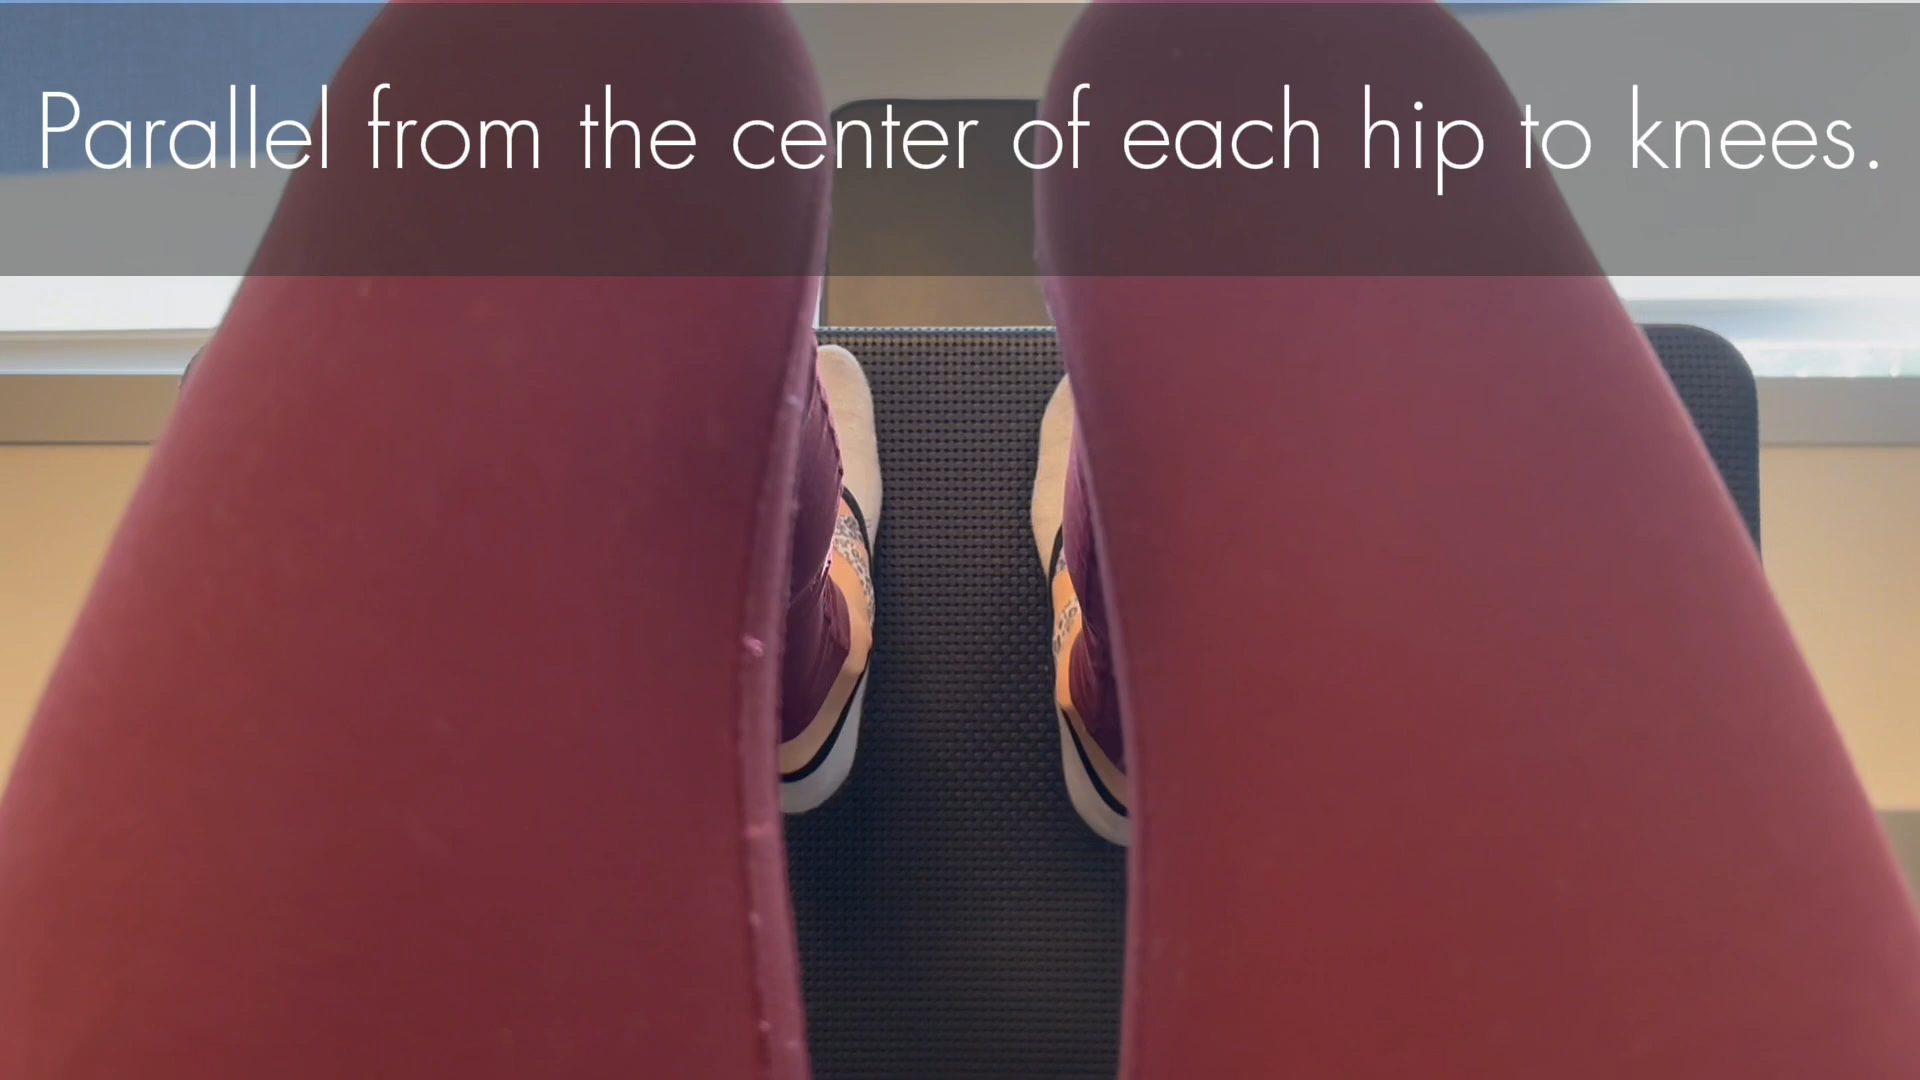 Parallel from the center of each hip to knees.